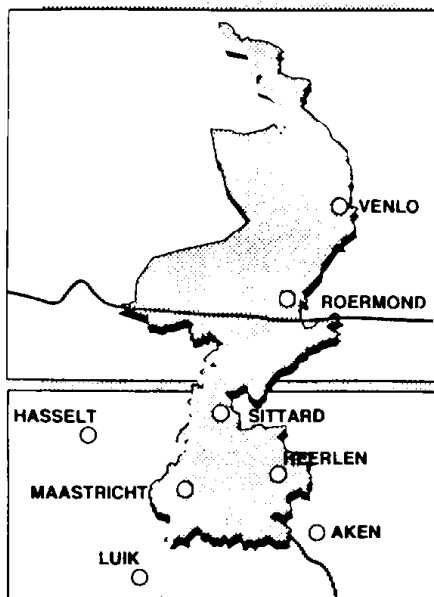 VENLO
ROERMOND
HASSELT
SITTARD
HEERLEN
MAASTRICHT
AKEN
LUIK